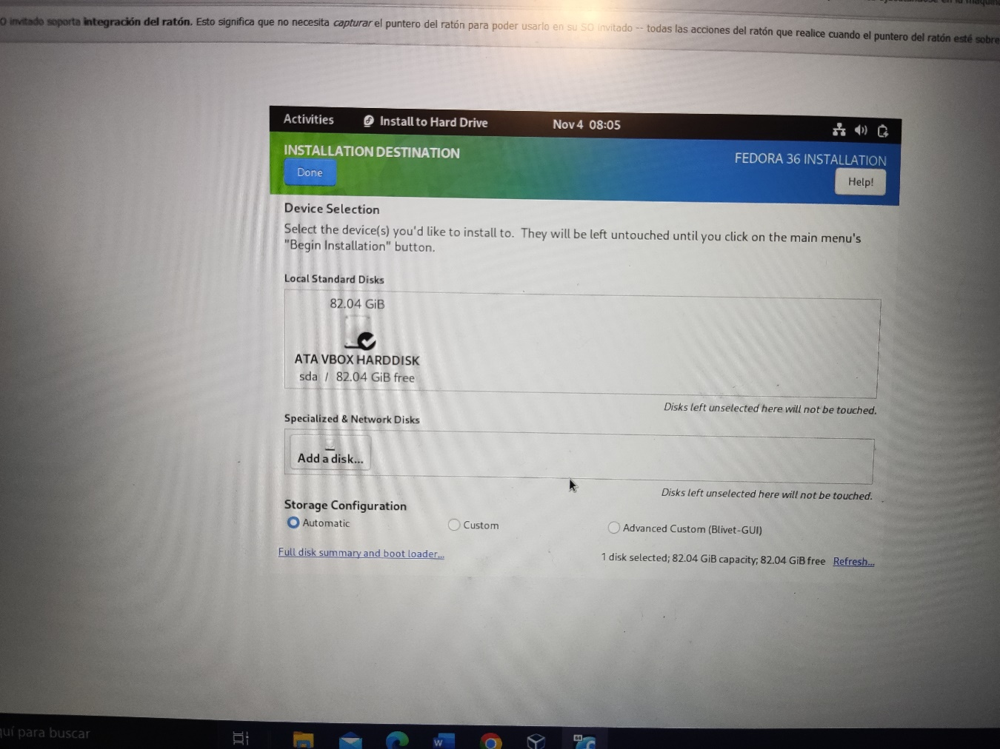 invitado soporta integración del ratón. Esto significa que no necesita capturar el puntero del ratón para poder usarlo en su SO invitado -- todas las acciones del ratón que realice cuando el puntero del ratón esté sobre
Activities Install to Hard Drive Nov 4 08:05
INSTALLATION DESTINATION
FEDORA 36 INSTALLATION
Done
Help!
Device Selection
Select the device(s) you'd like to install to. They will be left untouched until you click on the main menu's
"Begin Installation" button.
Local Standard Disks
82.04 GiB
ATA VBOX HARDDISK
sda / 82.04 GiB free
Disks left unselected here will not be touched.
Specialized & Network Disks
Add a disk...
Disks left unselected here will not be touched.
Storage Configuration
Automatic Custom Advanced Custom (Blivet-GUI)
Full disk summary and boot loader... 1 disk selected; 82.04 GiB capacity; 82.04 GiB free Refresh...
quí para buscar
W
64